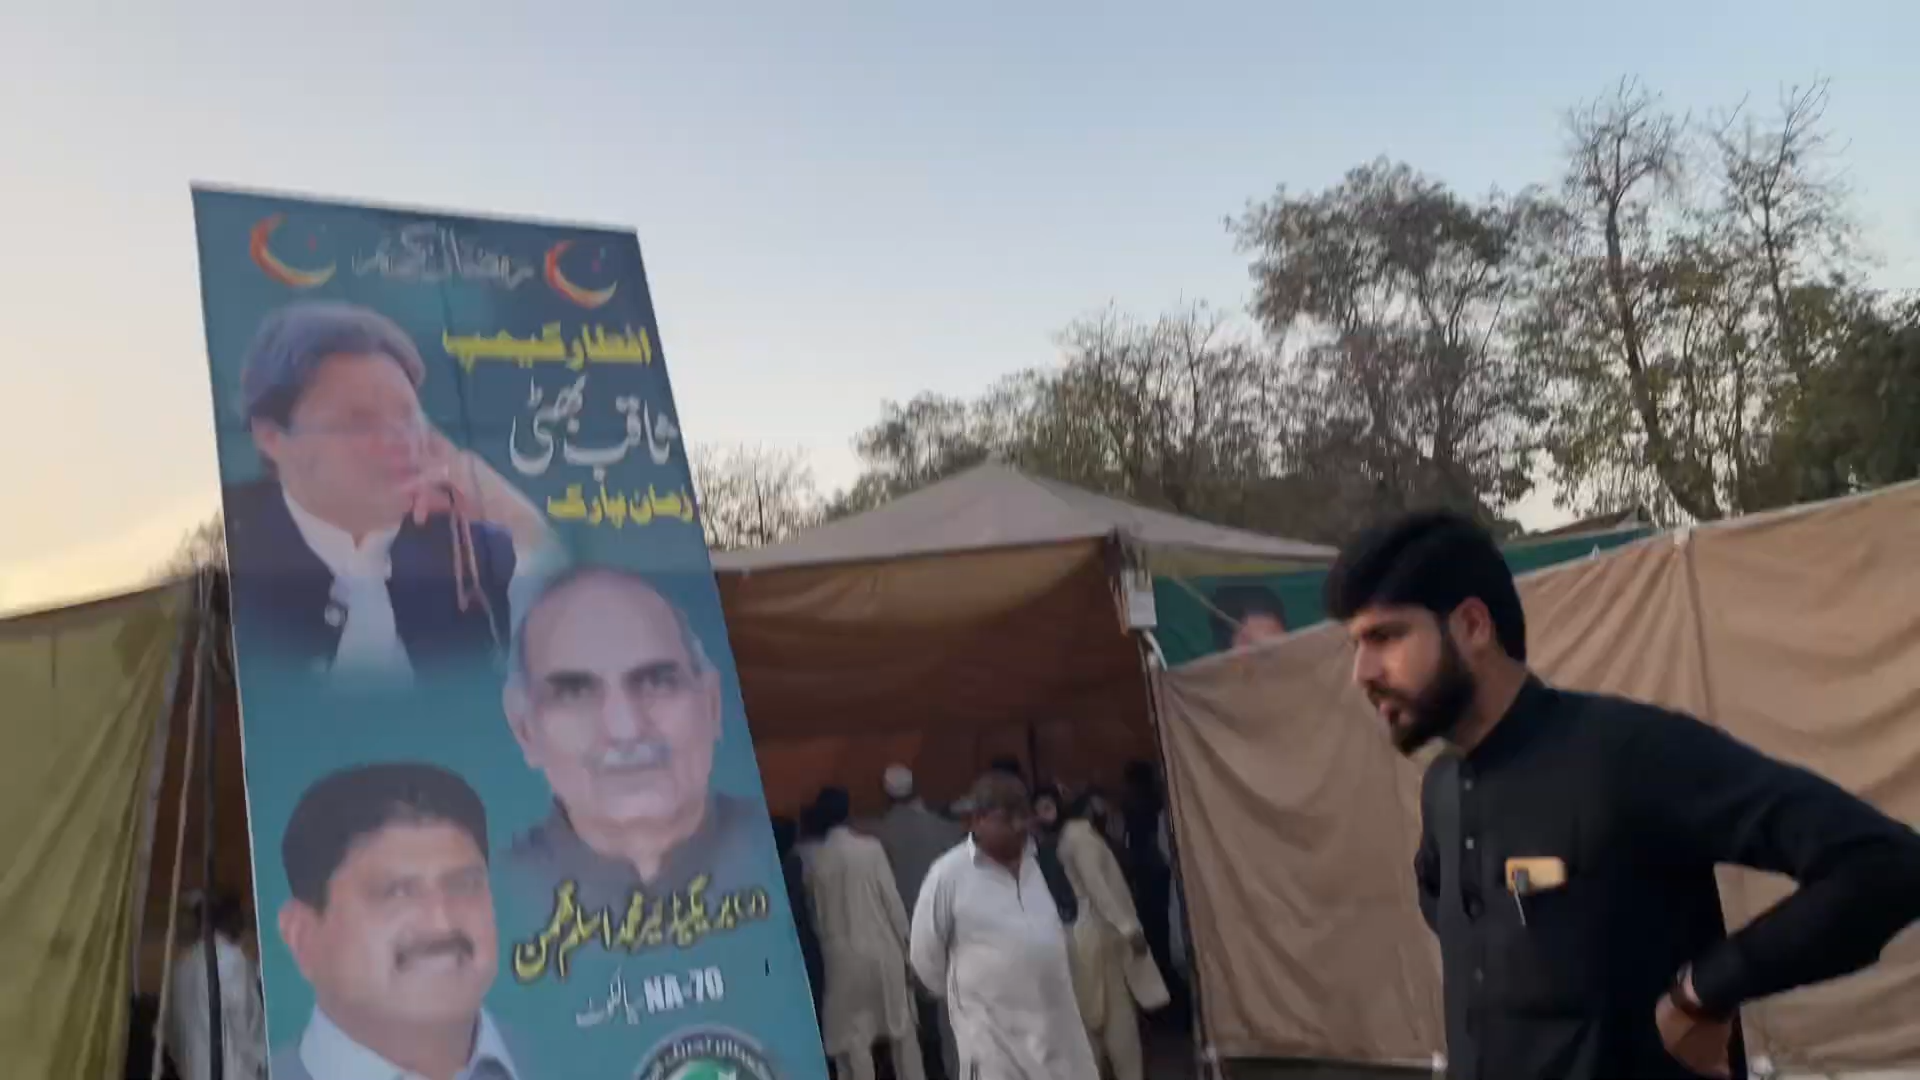 رمضان کریم
افطار کیمپ
ثاقب بھٹی
زمان پارک
(ر) بریگیڈیئر محمد اسلم گھمن
NA-70 سیالکوٹ